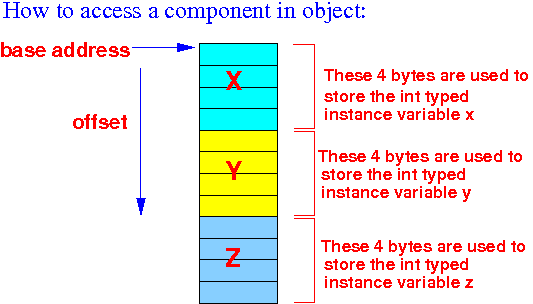 How to access a component in object:
base address
offset
X
These 4 bytes are used to
store the int typed
instance variable x
Y
These 4 bytes are used to
store the int typed
instance variable y
Z
These 4 bytes are used to
store the int typed
instance variable z